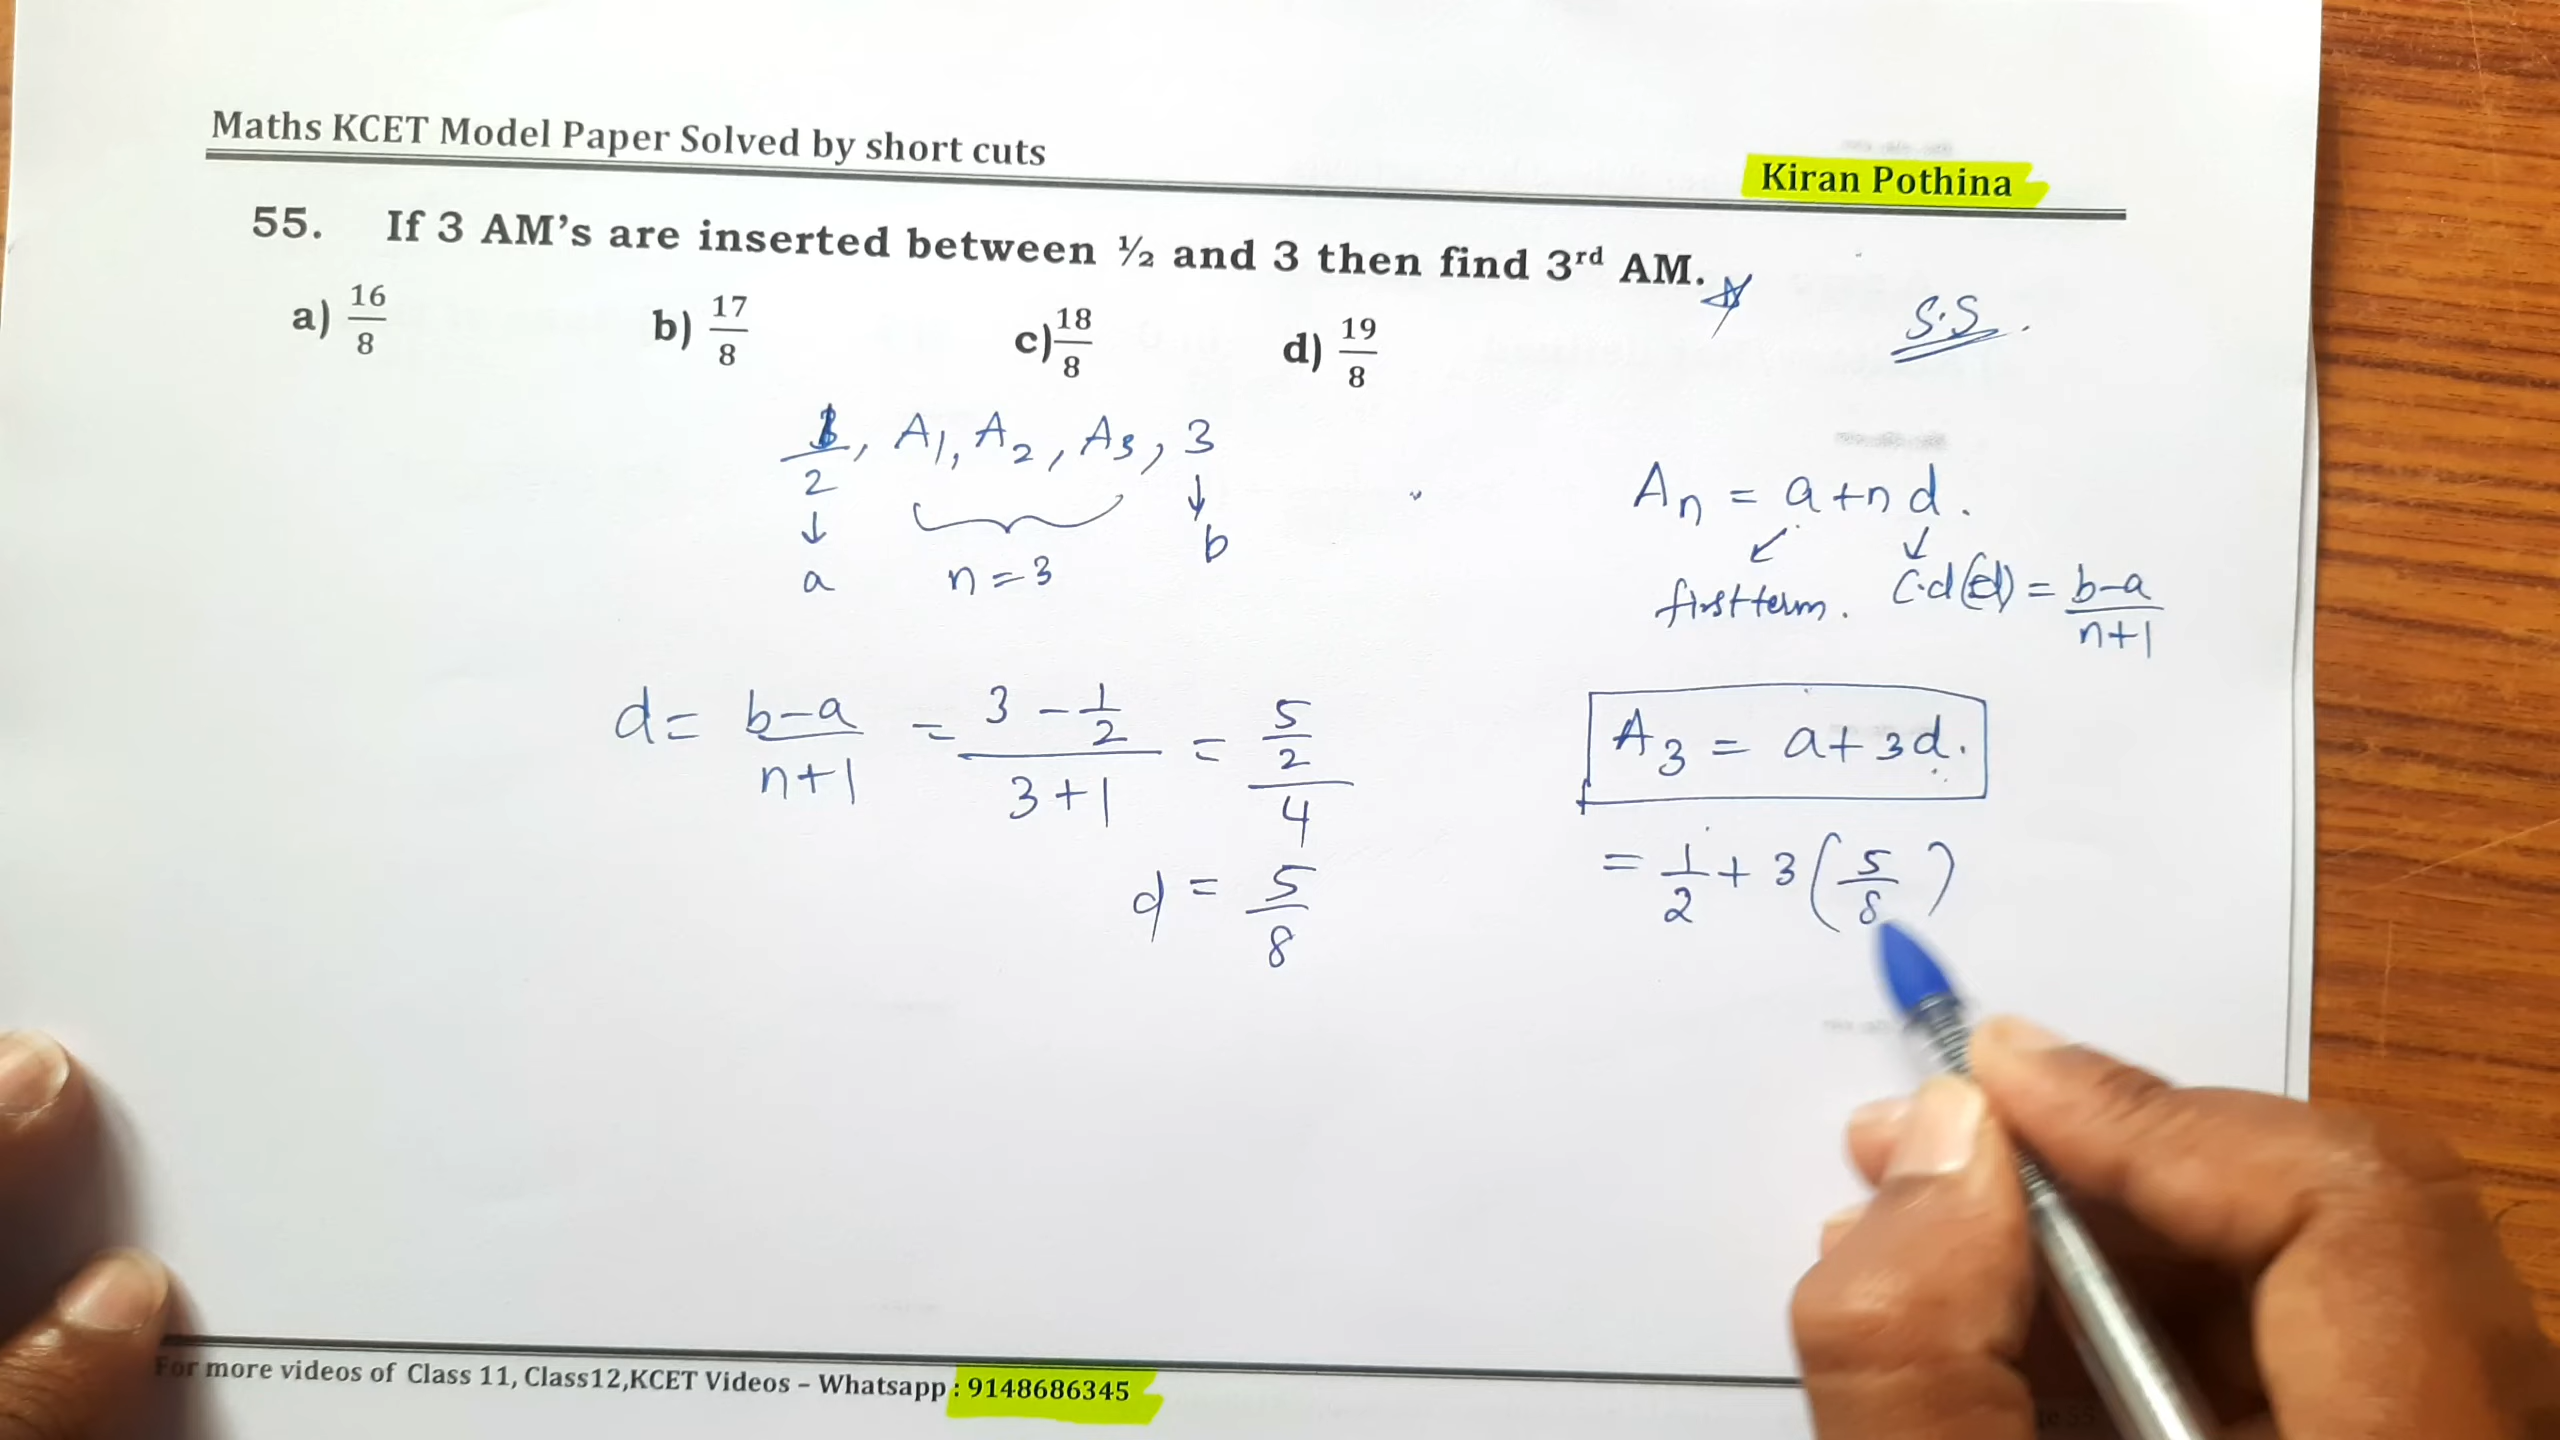 Maths KCET Model Paper Solved by short cuts
Kiran Pothina
55. If 3 AM's are inserted between ½ and 3 then find 3rd AM.
a) 16/8 b) 17/8 c) 18/8 d) 19/8
S.S.
1/2, A1, A2, A3, 3
a n = 3 b
An = a + n d.
first term. C.d (d) = b-a/n+1
d = b-a/n+1 = 3 - 1/2 / 3+1 = 5/2 / 4
d = 5/8
A3 = a + 3d.
= 1/2 + 3 (5/8)
For more videos of Class 11, Class12,KCET Videos – Whatsapp : 9148686345